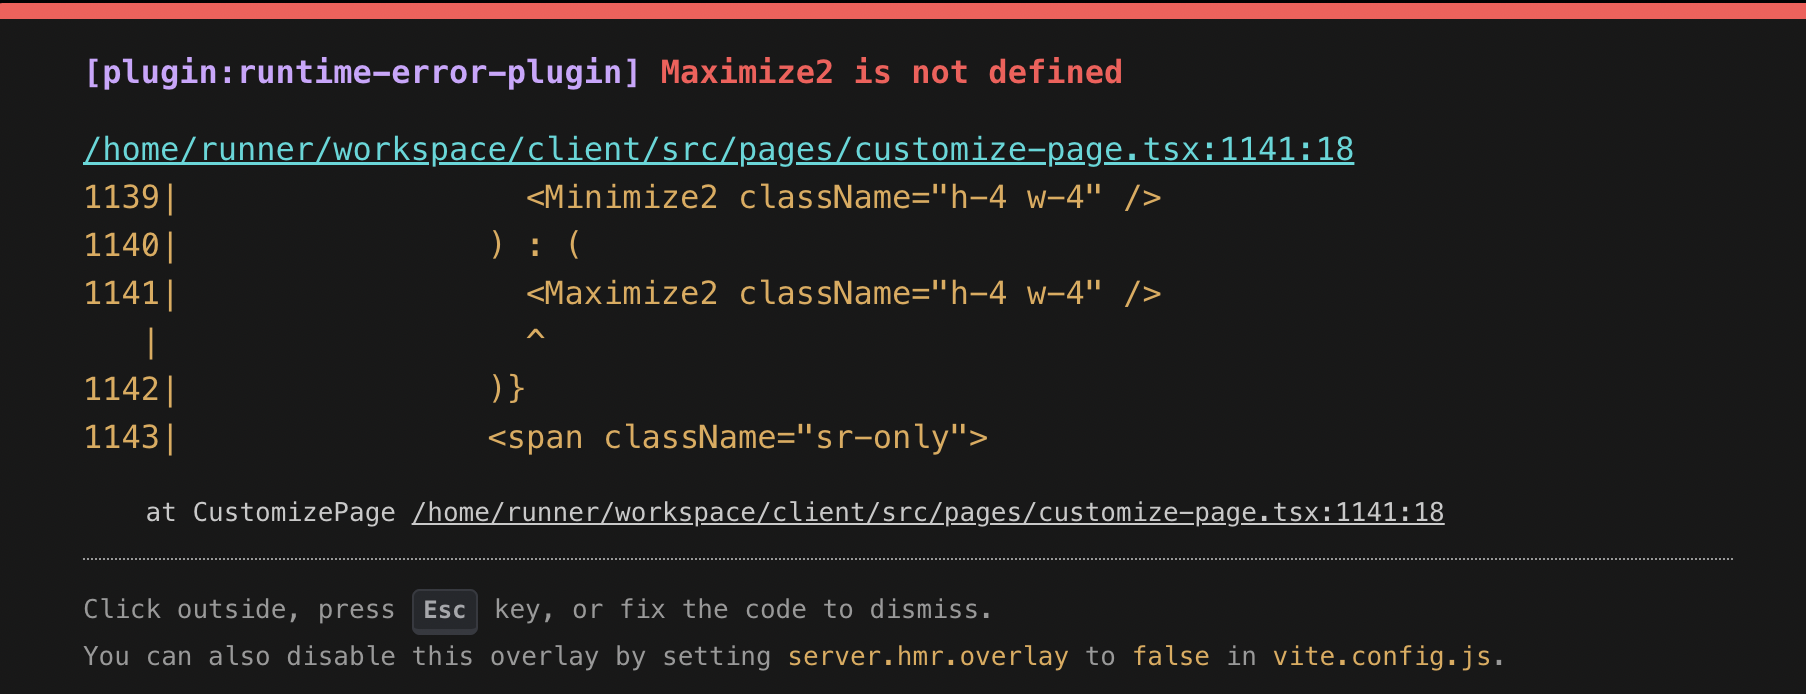 [plugin:runtime-error-plugin] Maximize2 is not defined
/home/runner/workspace/client/src/pages/customize-page.tsx:1141:18
1139|                  <Minimize2 className="h-4 w-4" />
1140|                ) : (
1141|                  <Maximize2 className="h-4 w-4" />
    |                  ^
1142|                )}
1143|                <span className="sr-only">
    at CustomizePage /home/runner/workspace/client/src/pages/customize-page.tsx:1141:18
Click outside, press Esc key, or fix the code to dismiss.
You can also disable this overlay by setting server.hmr.overlay to false in vite.config.js.